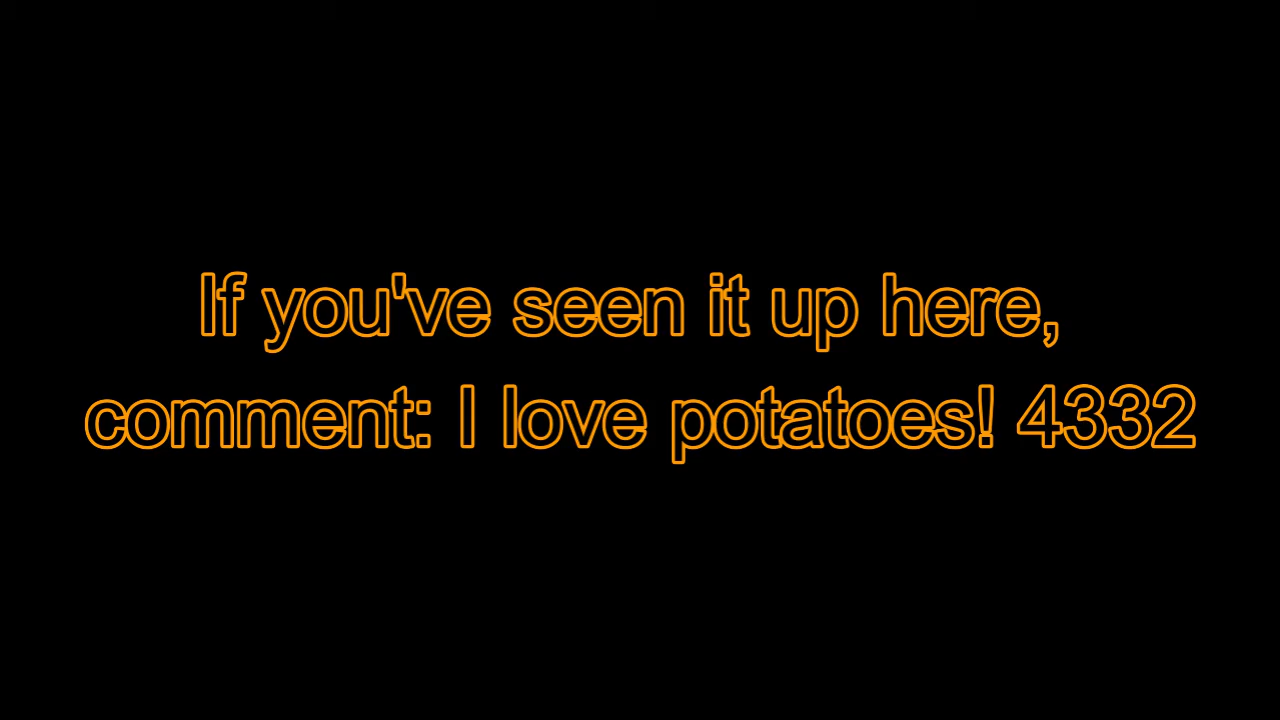 If you've seen it up here,
comment: I love potatoes! 4332